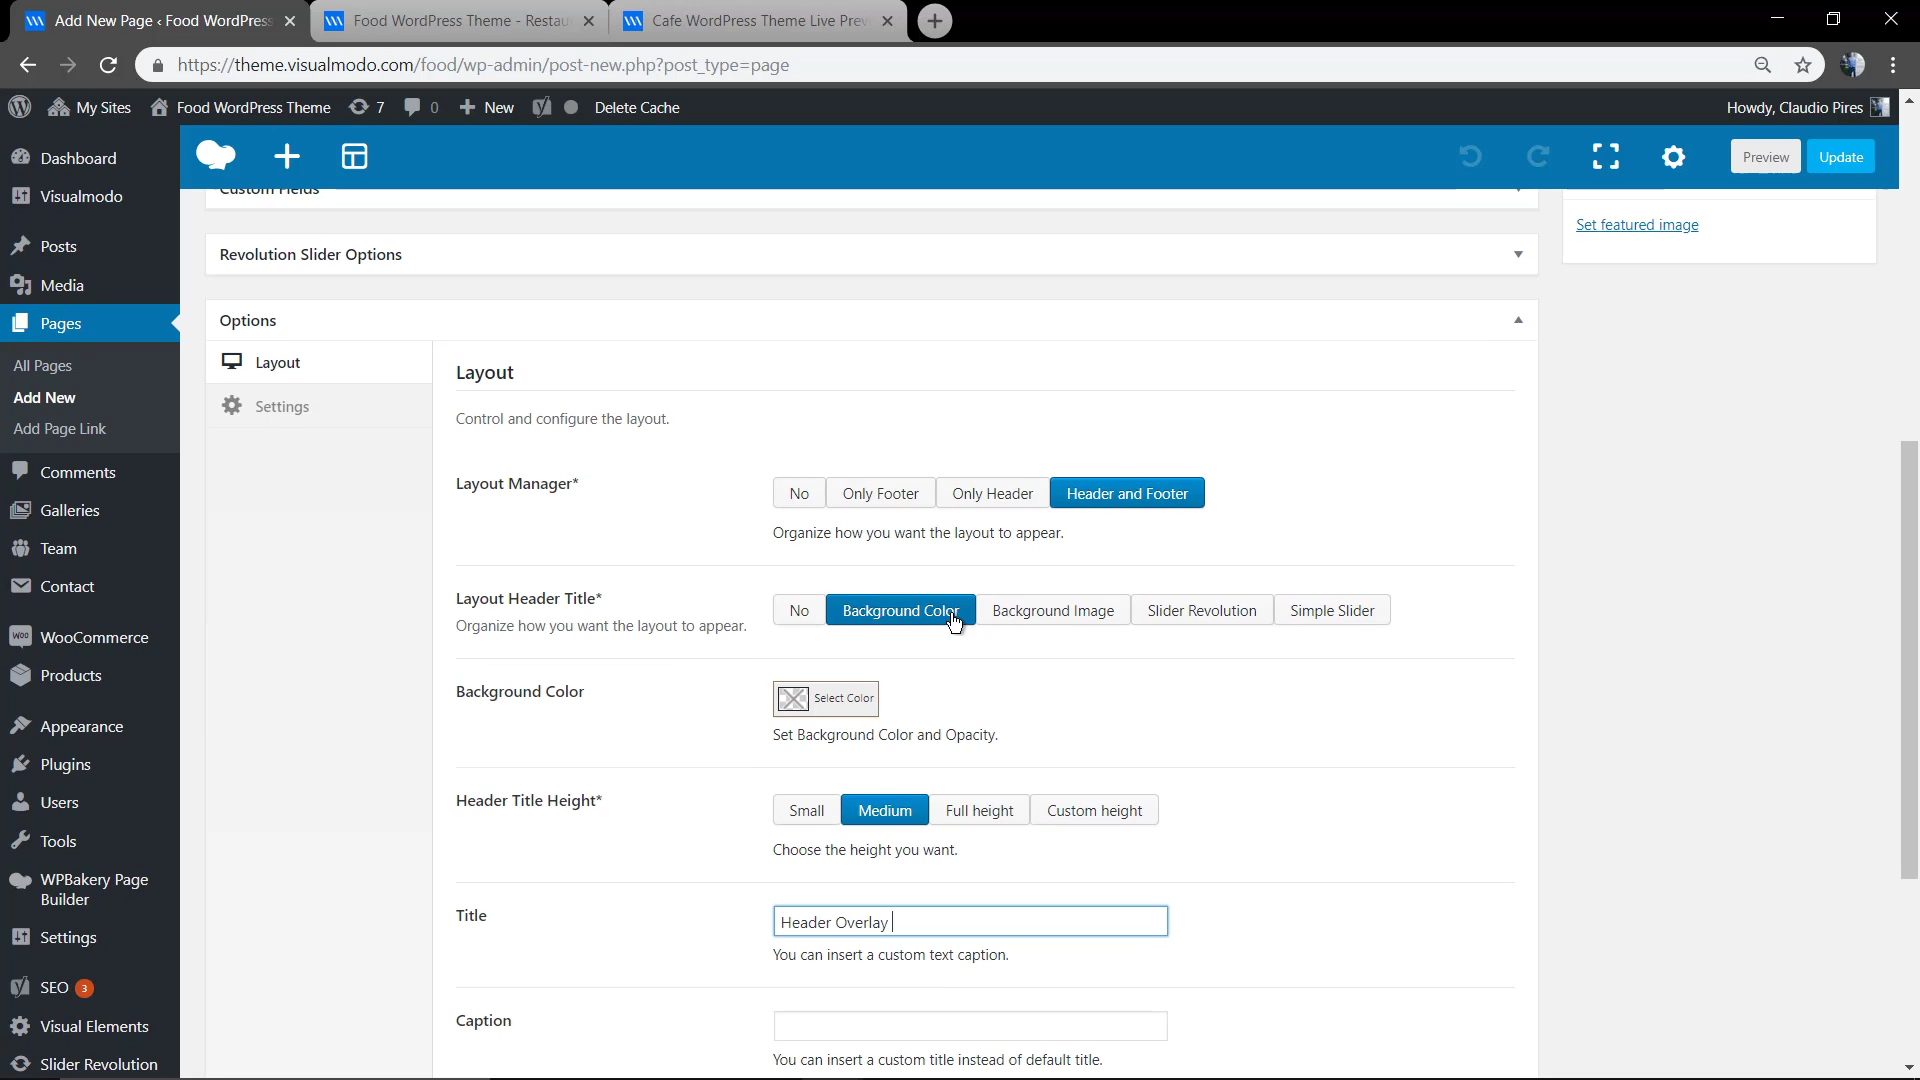 Add New Page ‹ Food WordPress
Food WordPress Theme - Restau
Cafe WordPress Theme Live Prev
https://theme.visualmodo.com/food/wp-admin/post-new.php?post_type=page
My Sites
Food WordPress Theme
7
0
New
Delete Cache
Howdy, Claudio Pires
Dashboard
Visualmodo
Posts
Media
Pages
All Pages
Add New
Add Page Link
Comments
Galleries
Team
Contact
WooCommerce
Products
Appearance
Plugins
Users
Tools
WPBakery Page
Builder
Settings
SEO 3
Visual Elements
Slider Revolution
Preview
Update
Custom Fields
Set featured image
Revolution Slider Options
Options
Layout
Settings
Layout
Control and configure the layout.
Layout Manager*
No
Only Footer
Only Header
Header and Footer
Organize how you want the layout to appear.
Layout Header Title*
Organize how you want the layout to appear.
No
Background Color
Background Image
Slider Revolution
Simple Slider
Background Color
Select Color
Set Background Color and Opacity.
Header Title Height*
Small
Medium
Full height
Custom height
Choose the height you want.
Title
Header Overlay
You can insert a custom text caption.
Caption
You can insert a custom title instead of default title.